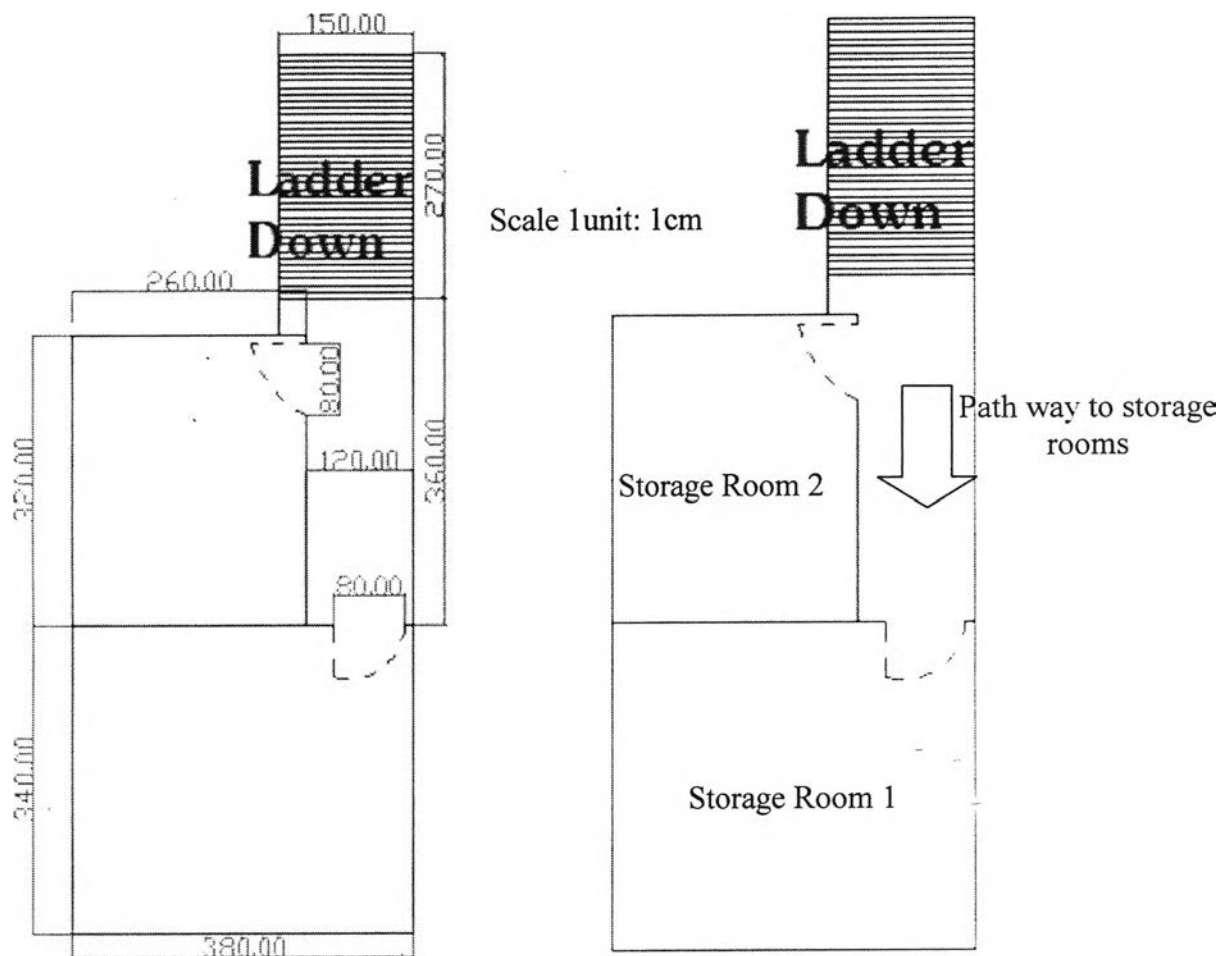 150.00
Ladder
Down
270.00
260.00
80.00
120.00
360.00
320.00
80.00
340.00
380.00
Scale 1unit: 1cm
Ladder
Down
Path way to storage
rooms
Storage Room 2
Storage Room 1